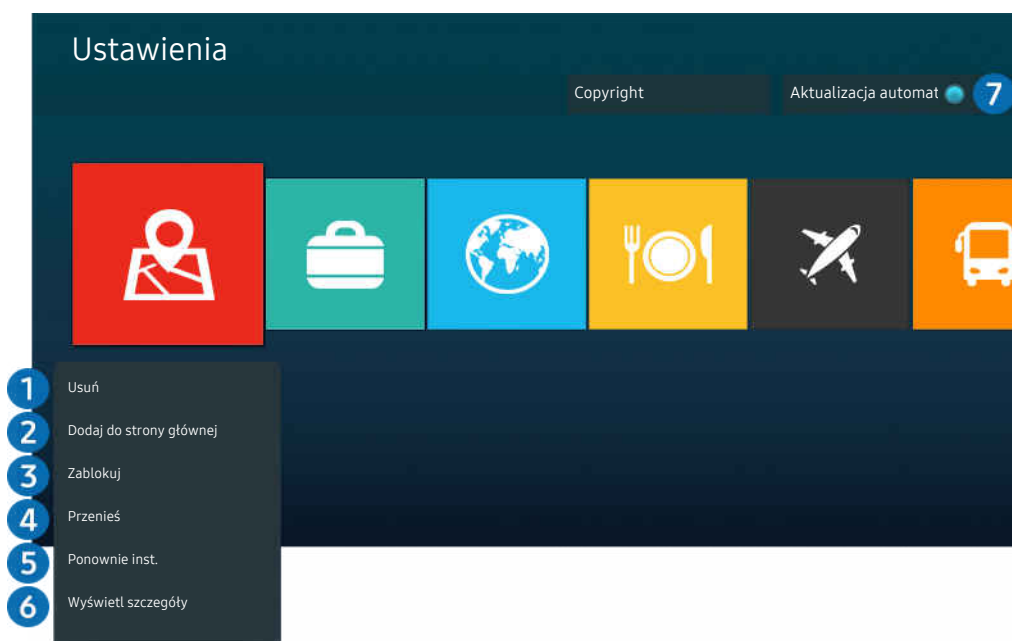 Ustawienia
Copyright
Aktualizacja automat
7
1 Usuń
2 Dodaj do strony głównej
3 Zablokuj
4 Przenieś
5 Ponownie inst.
6 Wyświetl szczegóły